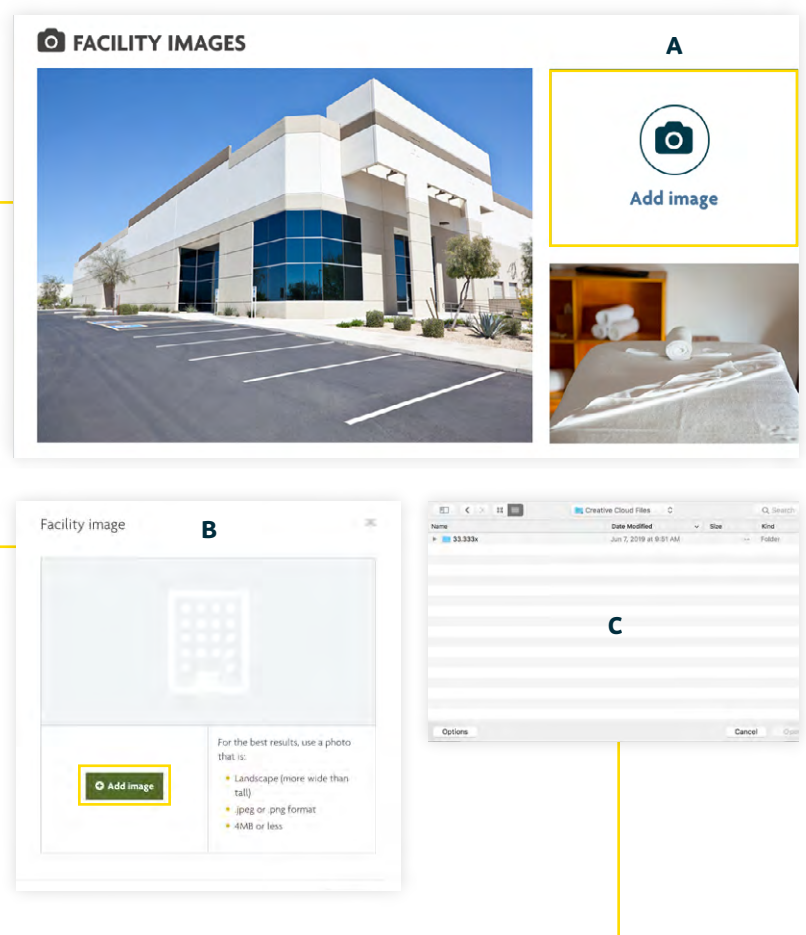 FACILITY IMAGES
A
Add image
Facility image
B
Add image
For the best results, use a photo
that is:
Landscape (more wide than
tall)
.jpeg or .png format
4MB or less
Creative Cloud Files
Search
Name Date Modified Size Kind
33.333x Jun 7, 2019 at 9:51 AM -- Folder
C
Options Cancel